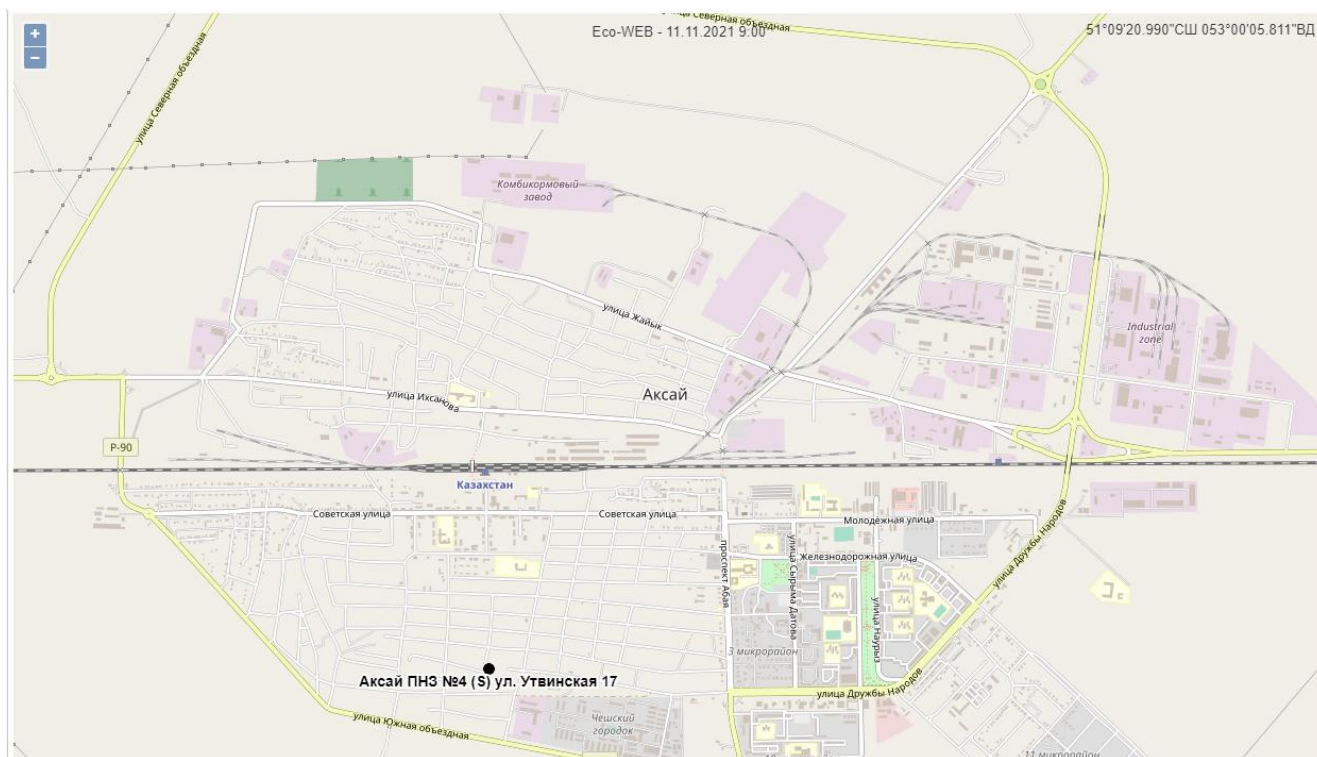 улица Северная объездная
Eco-WEB - 11.11.2021 9:00
51°09'20.990"СШ 053°00'05.811"ВД
+
−
улица Северная объездная
Комбикормовый
завод
улица Жайык
Industrial
zone
Аксай
улица Ихсанова
Р-90
Казахстан
Советская улица
Советская улица
Молодёжная улица
Железнодорожная улица
проспект Абая
улица Сырыма Датова
улица Наурыз
улица Дружбы Народов
3 микрорайон
Аксай ПНЗ №4 (S) ул. Утвинская 17
улица Дружбы Народов
улица Южная объездная
Чешский
городок
11 микрорайон